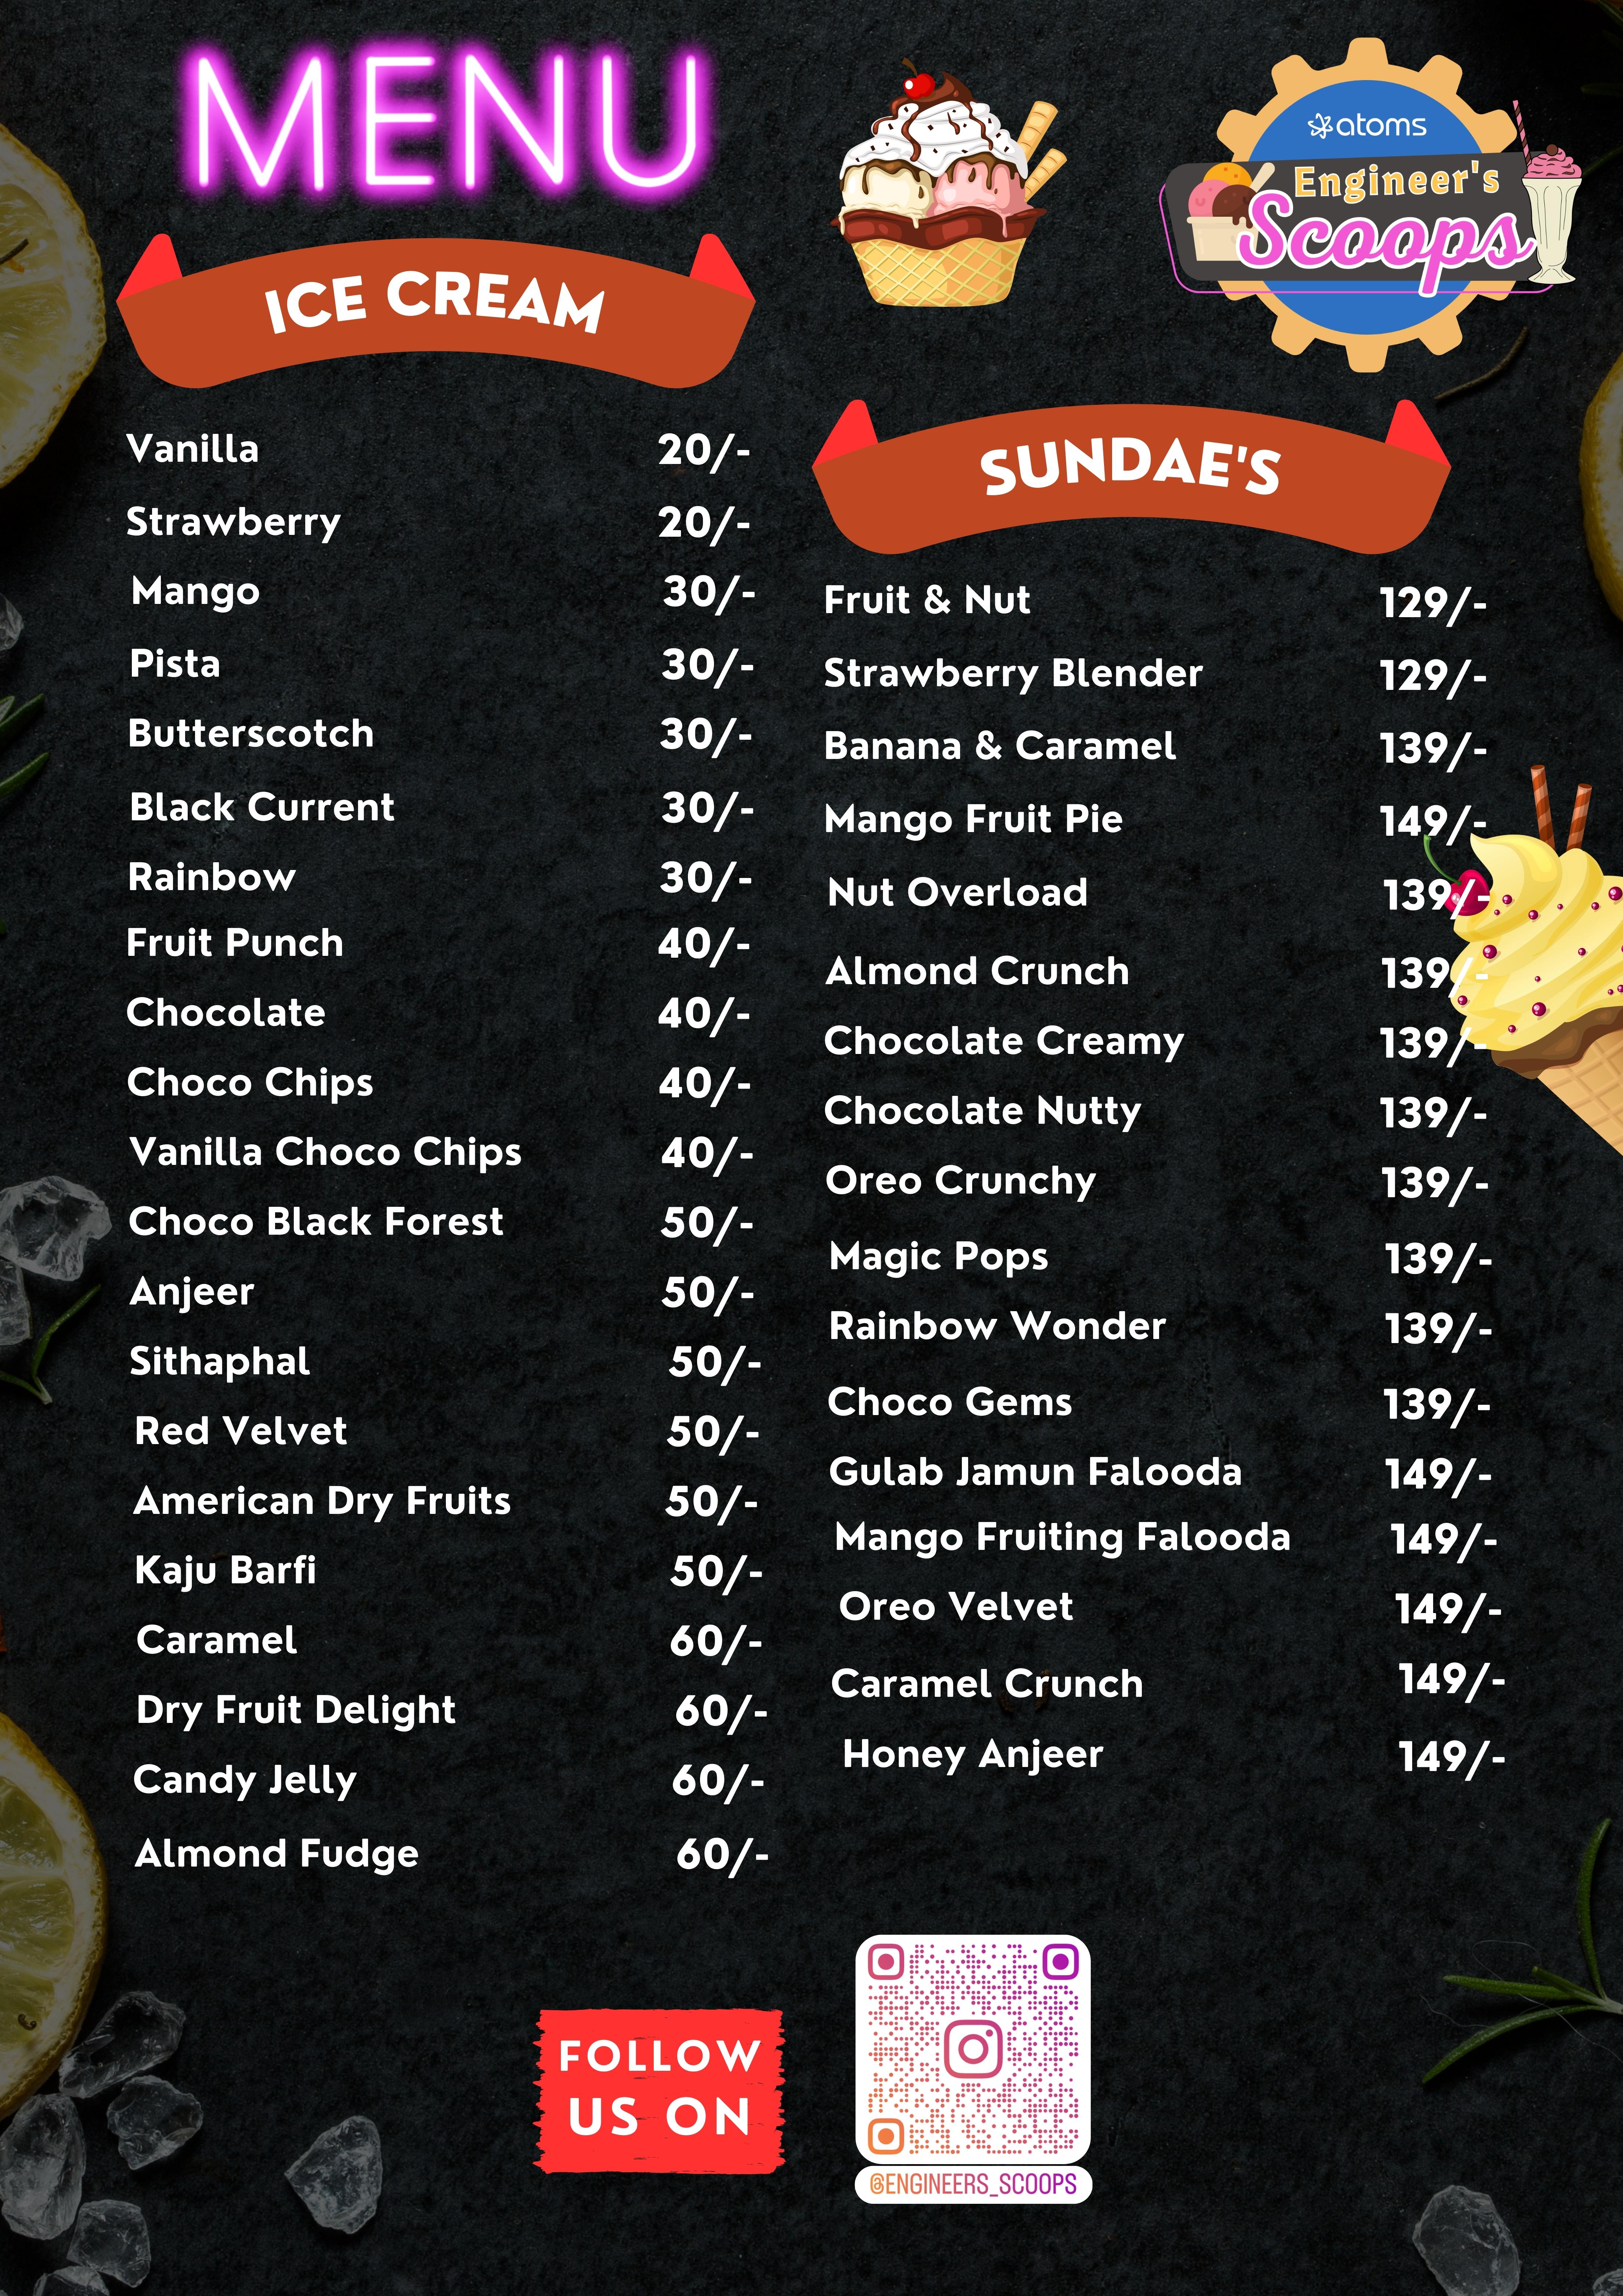 MENU
atoms
Engineer's
Scoops
ICE CREAM
Vanilla 20/-
Strawberry 20/-
Mango 30/-
Pista 30/-
Butterscotch 30/-
Black Current 30/-
Rainbow 30/-
Fruit Punch 40/-
Chocolate 40/-
Choco Chips 40/-
Vanilla Choco Chips 40/-
Choco Black Forest 50/-
Anjeer 50/-
Sithaphal 50/-
Red Velvet 50/-
American Dry Fruits 50/-
Kaju Barfi 50/-
Caramel 60/-
Dry Fruit Delight 60/-
Candy Jelly 60/-
Almond Fudge 60/-
SUNDAE'S
Fruit & Nut 129/-
Strawberry Blender 129/-
Banana & Caramel 139/-
Mango Fruit Pie 149/-
Nut Overload 139/-
Almond Crunch 139/-
Chocolate Creamy 139/-
Chocolate Nutty 139/-
Oreo Crunchy 139/-
Magic Pops 139/-
Rainbow Wonder 139/-
Choco Gems 139/-
Gulab Jamun Falooda 149/-
Mango Fruiting Falooda 149/-
Oreo Velvet 149/-
Caramel Crunch 149/-
Honey Anjeer 149/-
FOLLOW
US ON
@ENGINEERS_SCOOPS